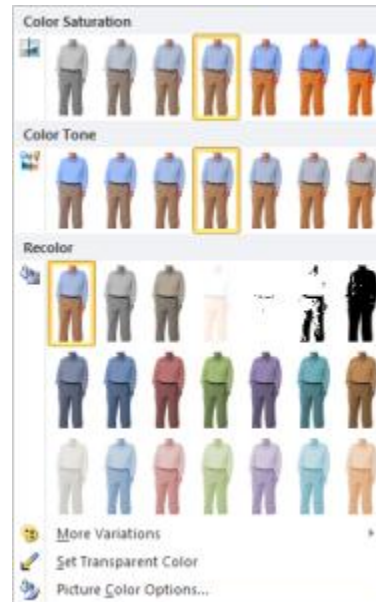 Color Saturation
Color Tone
Recolor
More Variations
Set Transparent Color
Picture Color Options...